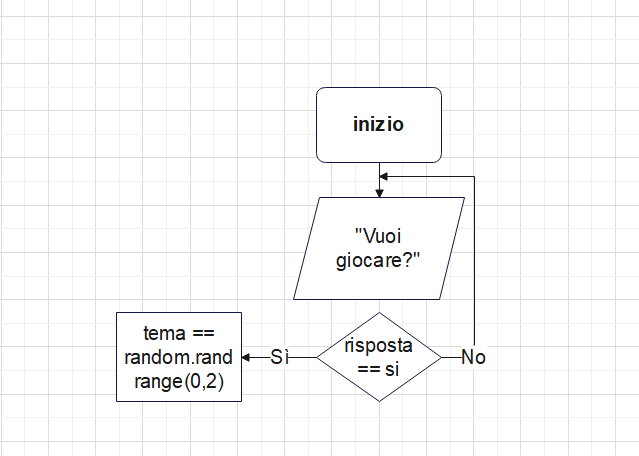 inizio
"Vuoi
giocare?"
risposta
== si
Sì
No
tema ==
random.rand
range(0,2)